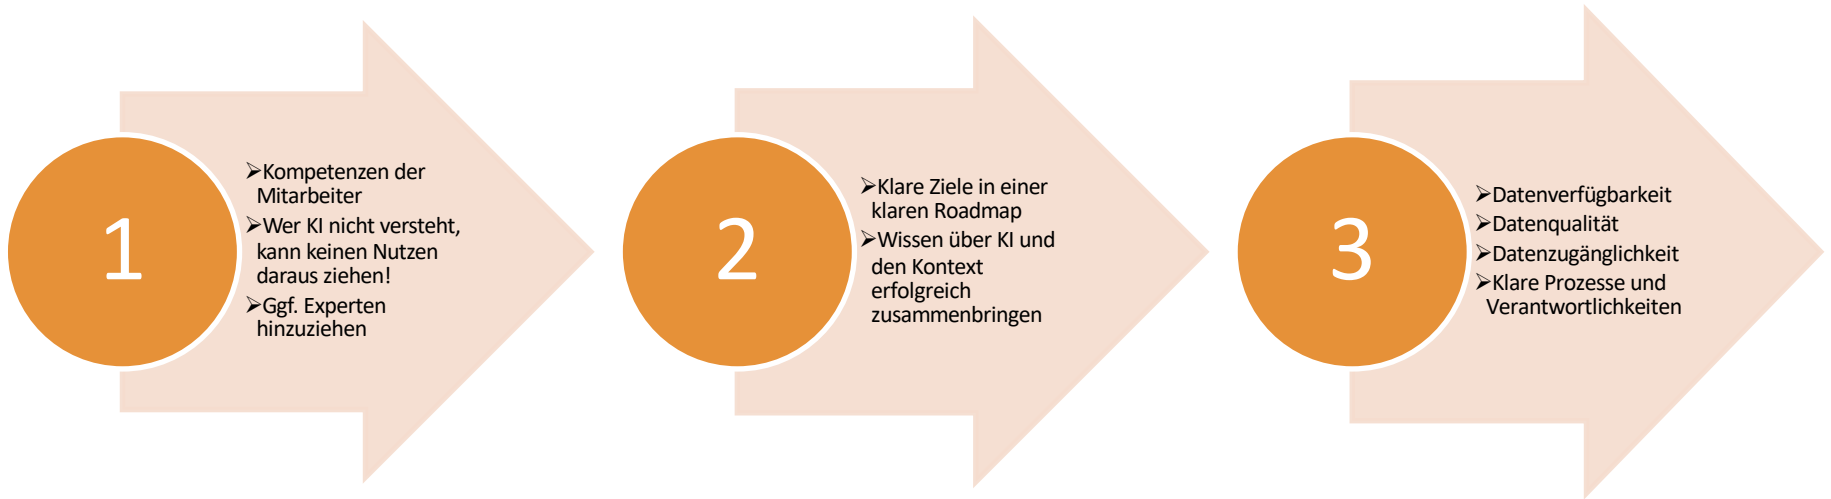 1
➢Kompetenzen der
Mitarbeiter
➢Wer KI nicht versteht,
kann keinen Nutzen
daraus ziehen!
➢Ggf. Experten
hinzuziehen
2
➢Klare Ziele in einer
klaren Roadmap
➢Wissen über KI und
den Kontext
erfolgreich
zusammenbringen
3
➢Datenverfügbarkeit
➢Datenqualität
➢Datenzugänglichkeit
➢Klare Prozesse und
Verantwortlichkeiten